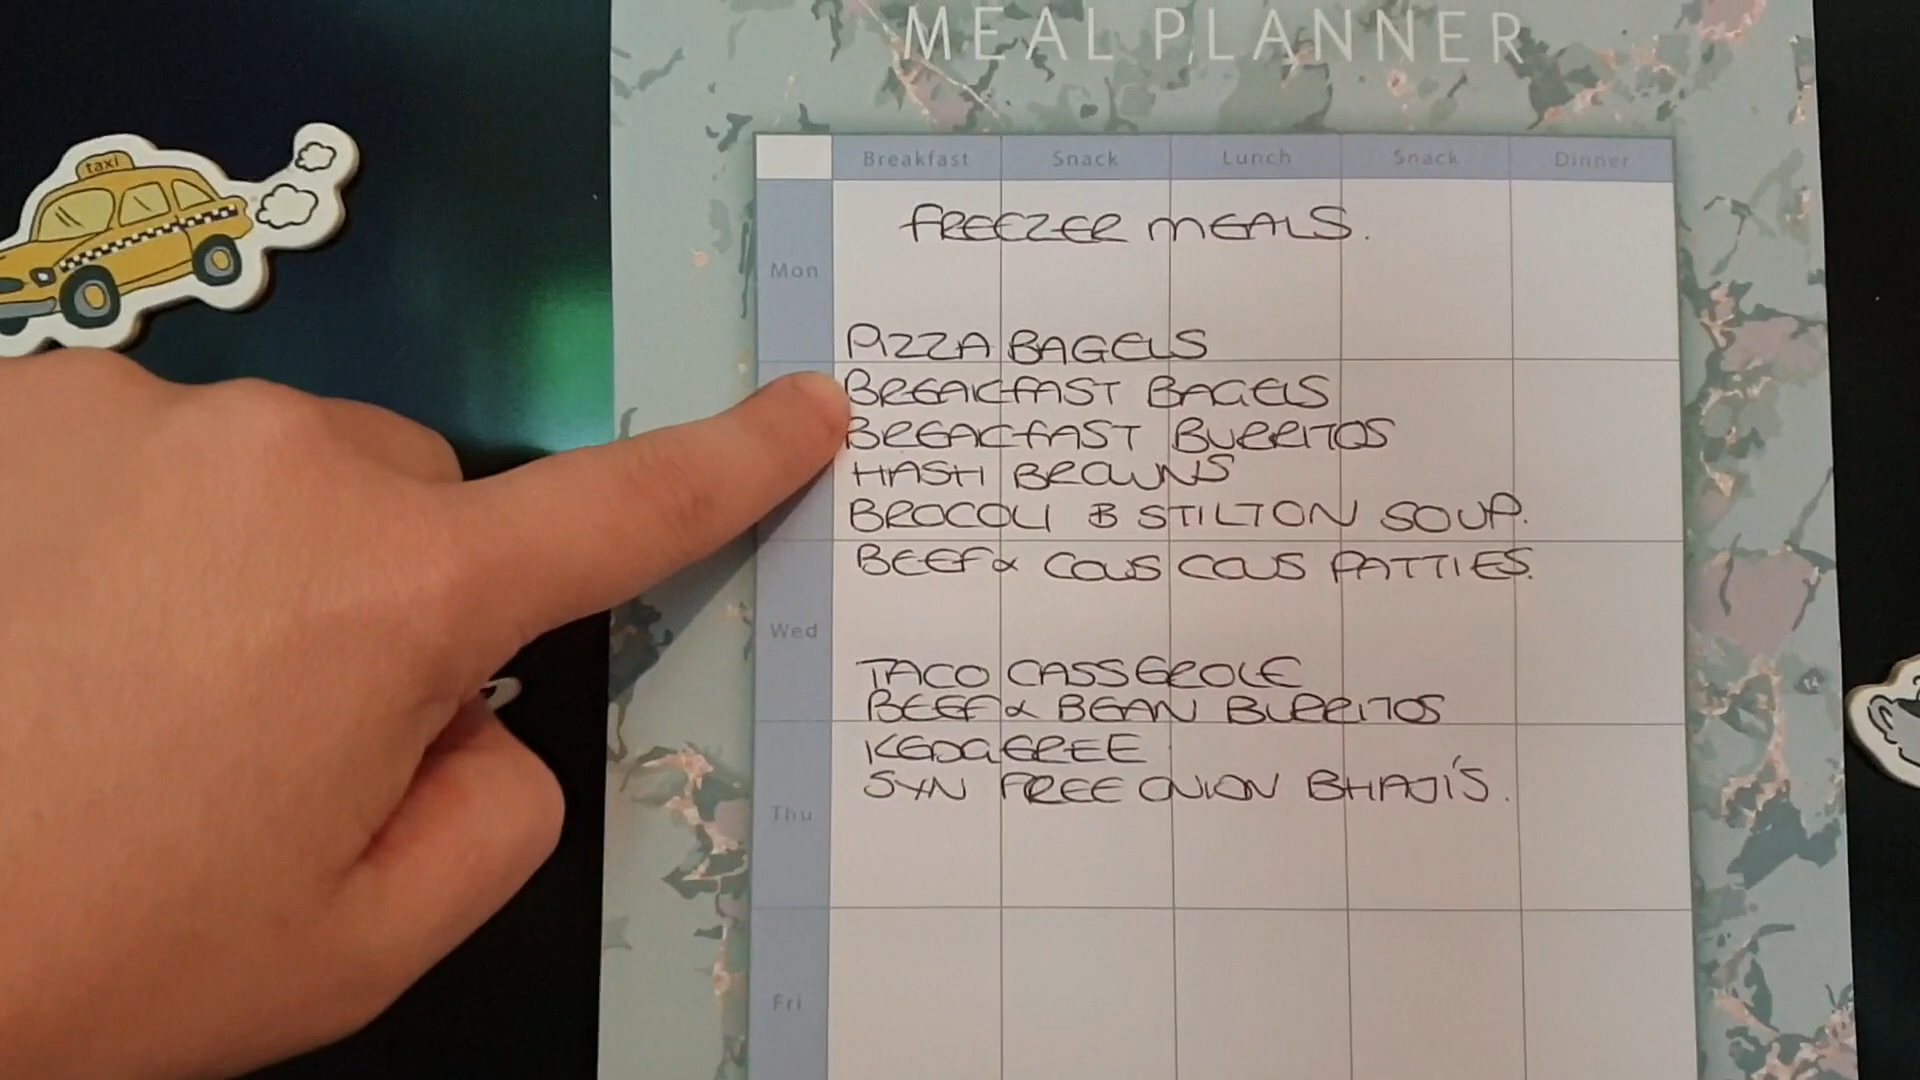 MEAL PLANNER
taxi
Breakfast Snack Lunch Snack Dinner
FREEZER MEALS.
Mon
PIZZA BAGELS
BREAKFAST BAGELS
BREAKFAST BURRITOS
HASH BROWNS
BROCOLI & STILTON SOUP.
BEEF & COUS COUS PATTIES.
Wed
TACO CASSEROLE
BEEF & BEAN BURRITOS
KEDGEREE
SYN FREE ONION BHAJI'S.
Thu
Fri